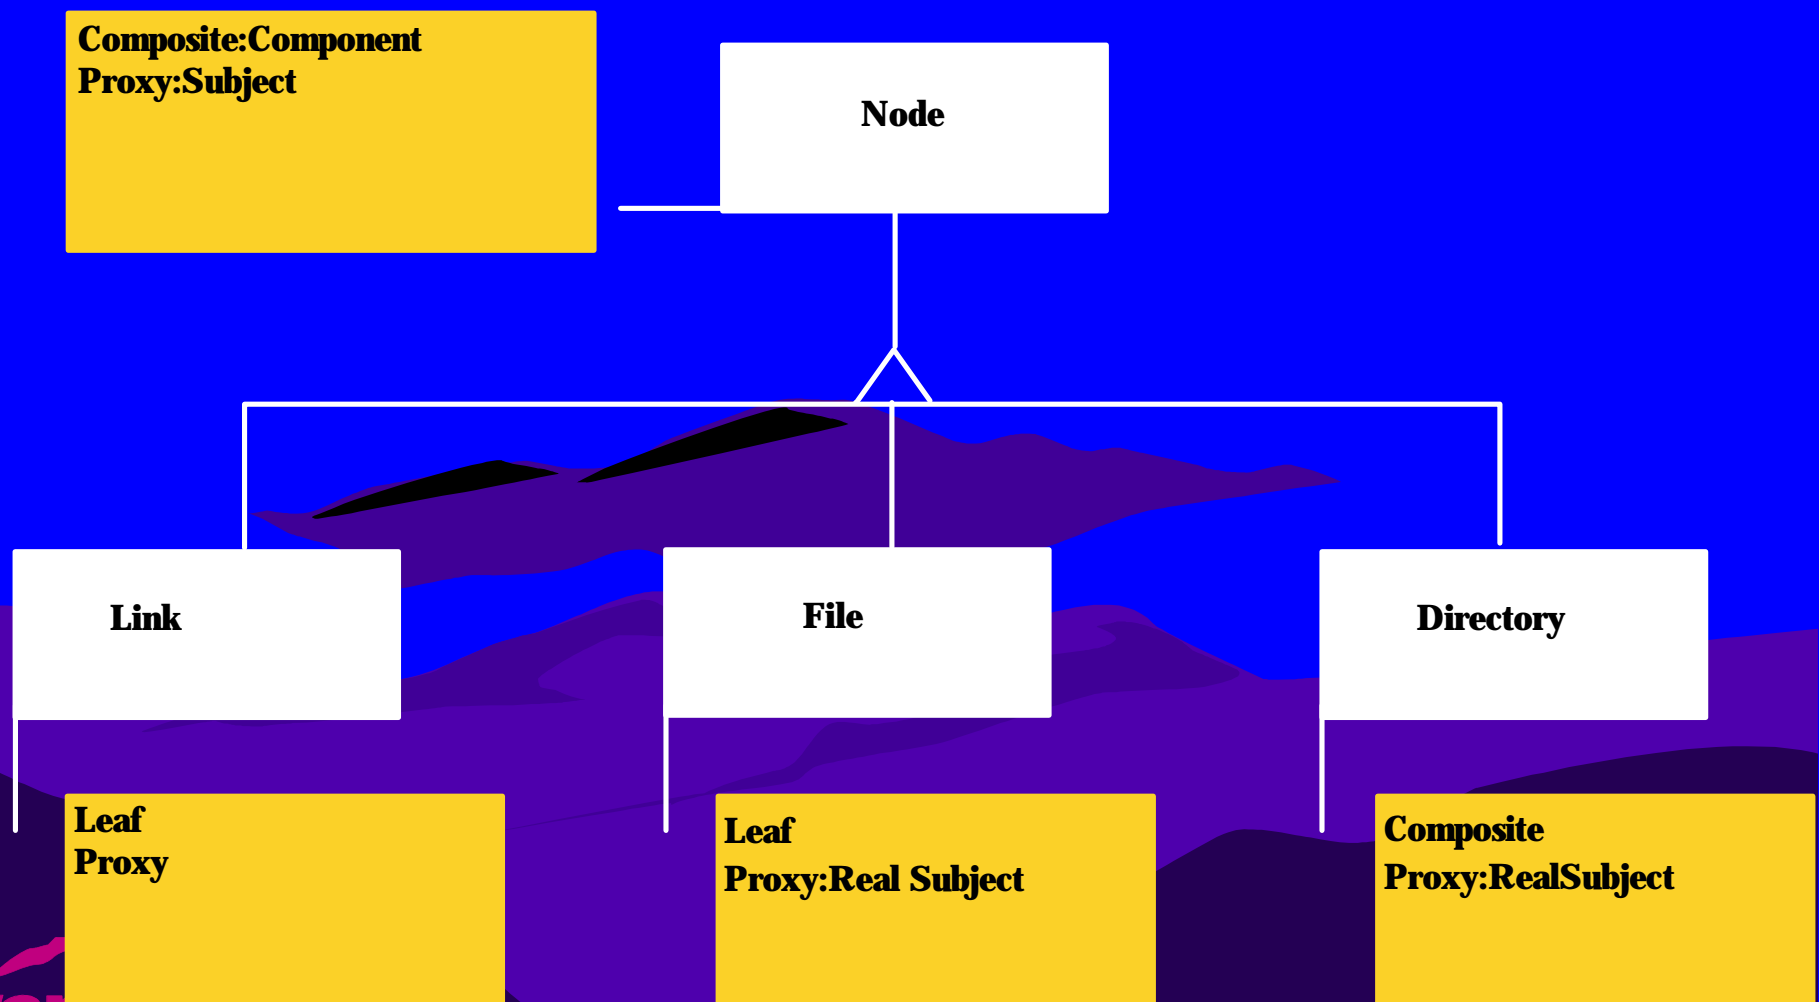 Composite:Component
Proxy:Subject
Node
Link
File
Directory
Leaf
Proxy
Leaf
Proxy:Real Subject
Composite
Proxy:RealSubject